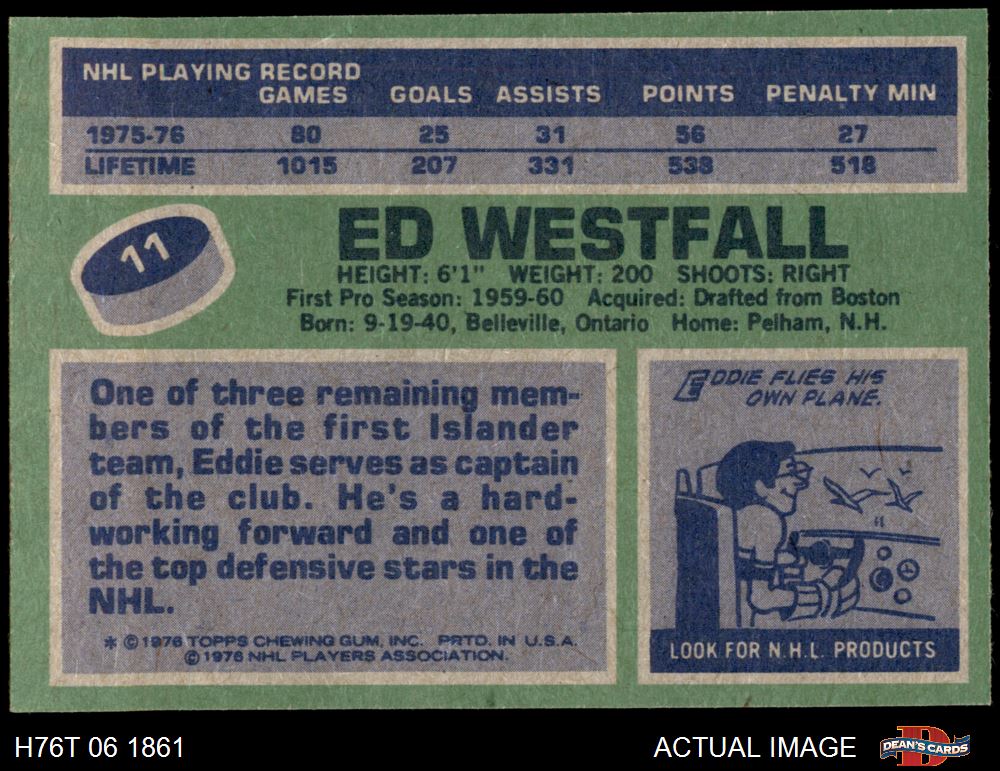 NHL PLAYING RECORD
GAMES GOALS ASSISTS POINTS PENALTY MIN
1975-76 80 25 31 56 27
LIFETIME 1015 207 331 538 518
11
ED WESTFALL
HEIGHT: 6'1" WEIGHT: 200 SHOOTS: RIGHT
First Pro Season: 1959-60 Acquired: Drafted from Boston
Born: 9-19-40, Belleville, Ontario Home: Pelham, N.H.
One of three remaining mem-
bers of the first Islander
team, Eddie serves as captain
of the club. He's a hard-
working forward and one of
the top defensive stars in the
NHL.
* ©1976 TOPPS CHEWING GUM, INC. PRTD. IN U.S.A.
©1976 NHL PLAYERS ASSOCIATION.
EDDIE FLIES HIS
OWN PLANE.
LOOK FOR N.H.L. PRODUCTS
H76T 06 1861
ACTUAL IMAGE
DEAN'S CARDS